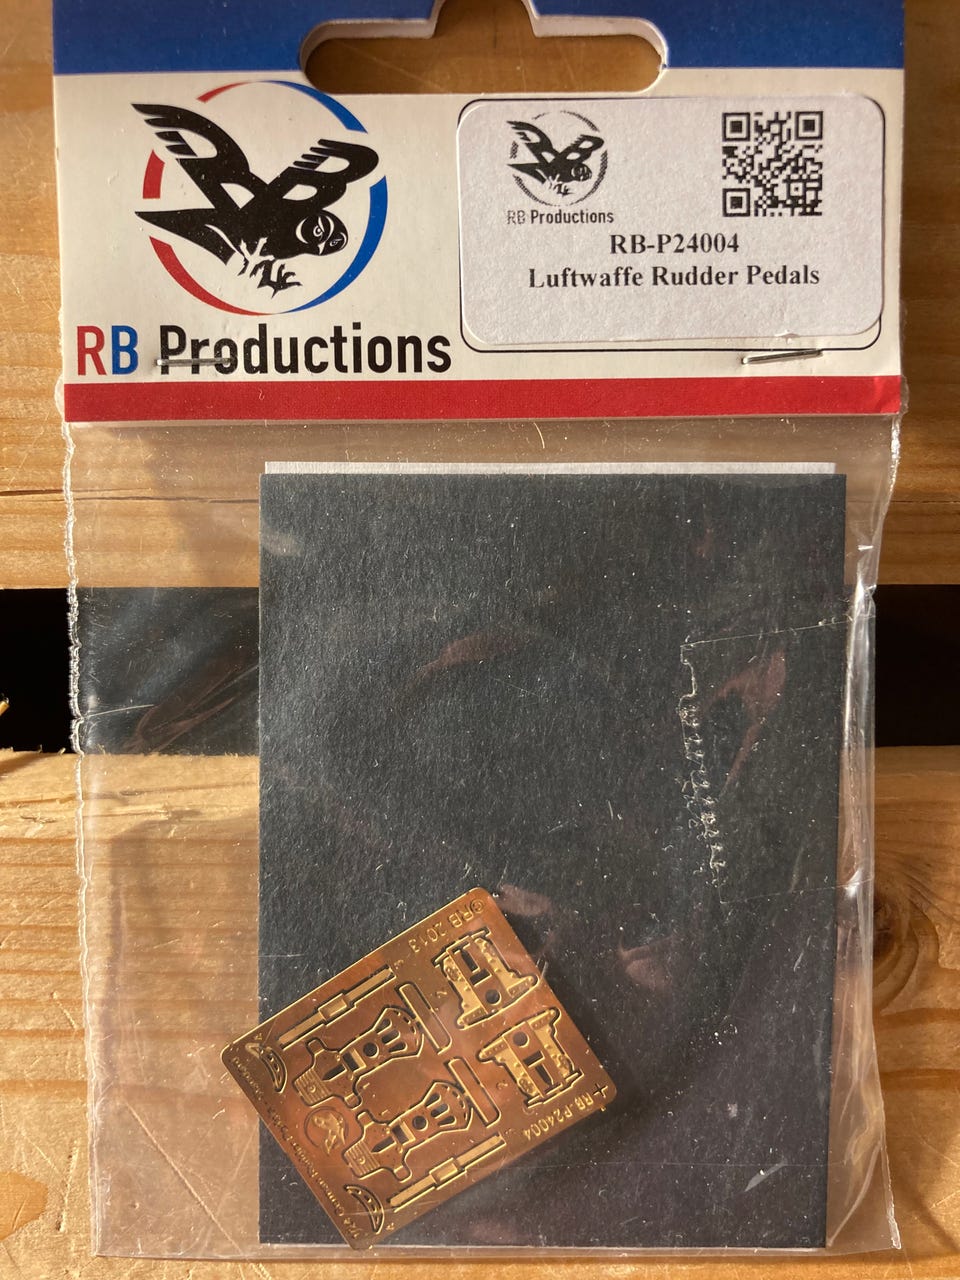 RB Productions
RB Productions
RB-P24004
Luftwaffe Rudder Pedals
©RB 2013
RB-P24004